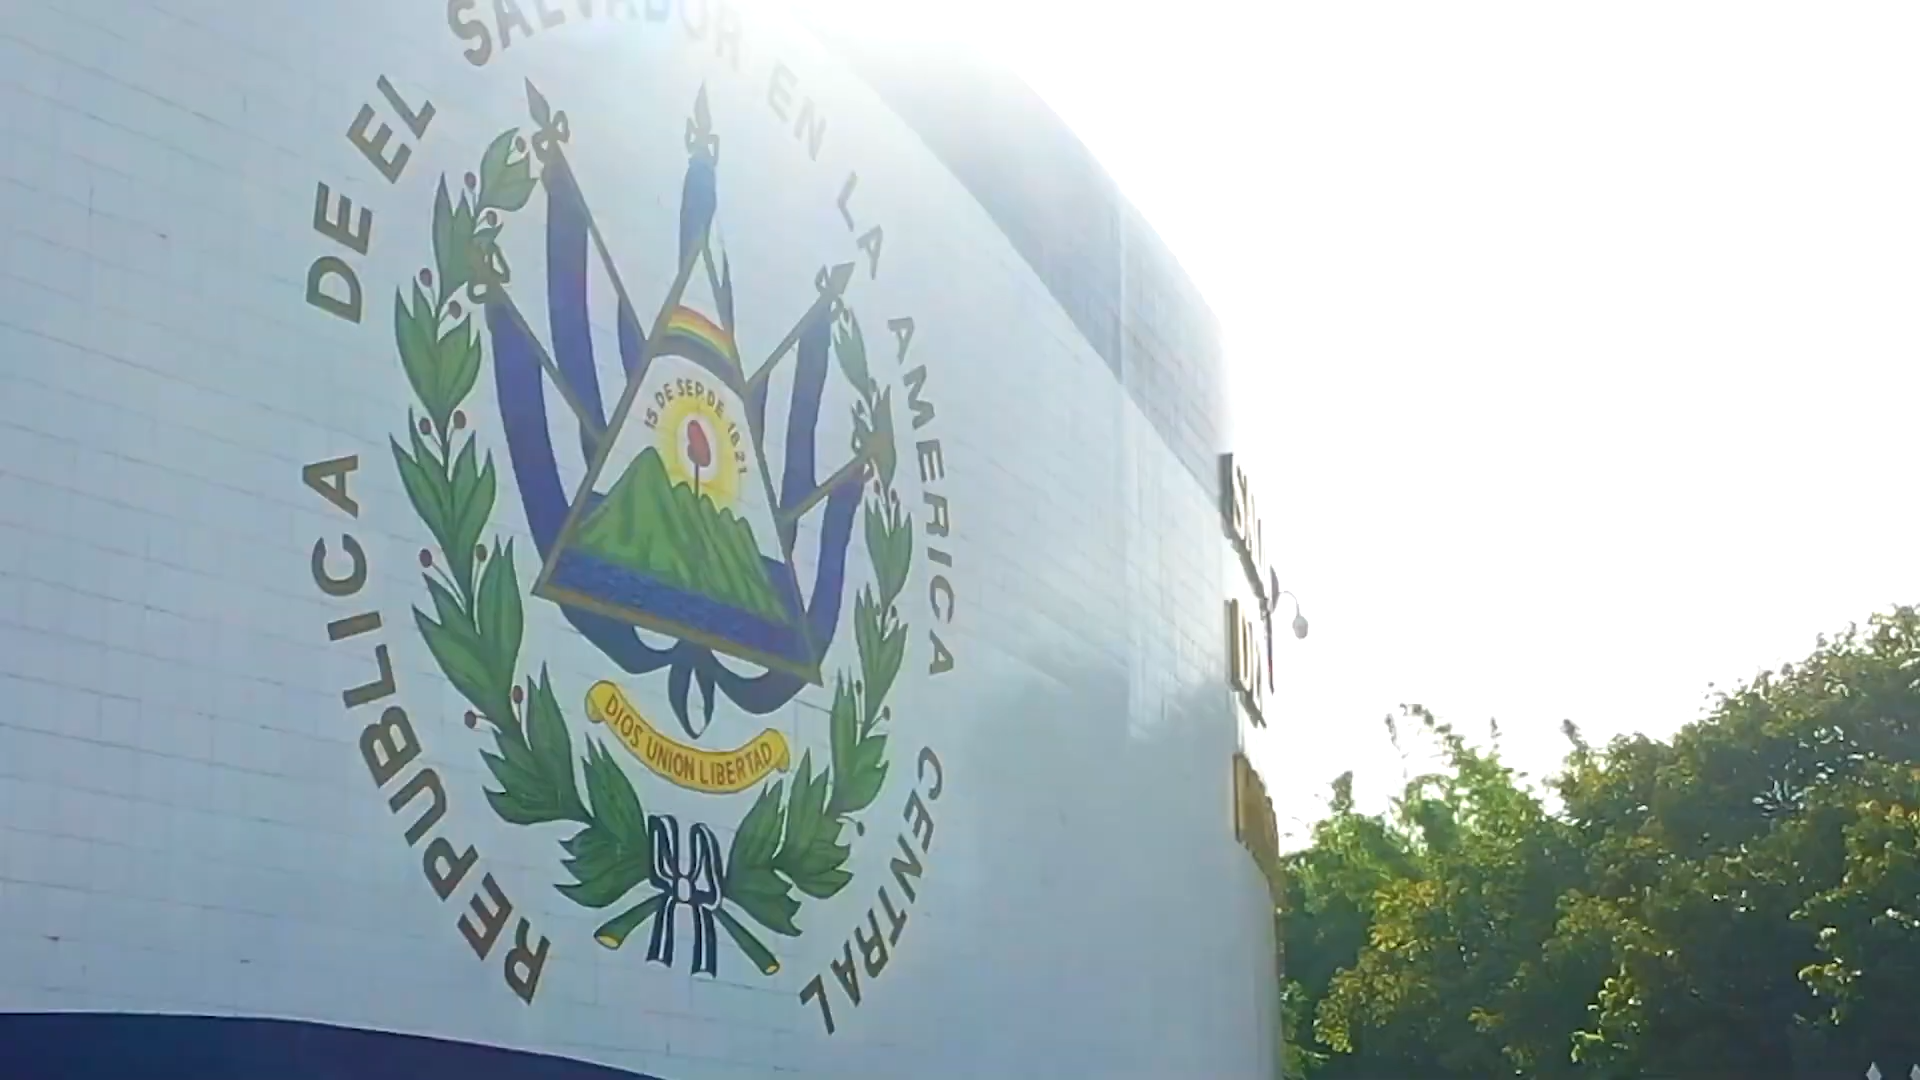 REPUBLICA DE EL SALVADOR EN LA AMERICA CENTRAL
15 DE SEP. DE 1821
DIOS UNION LIBERTAD